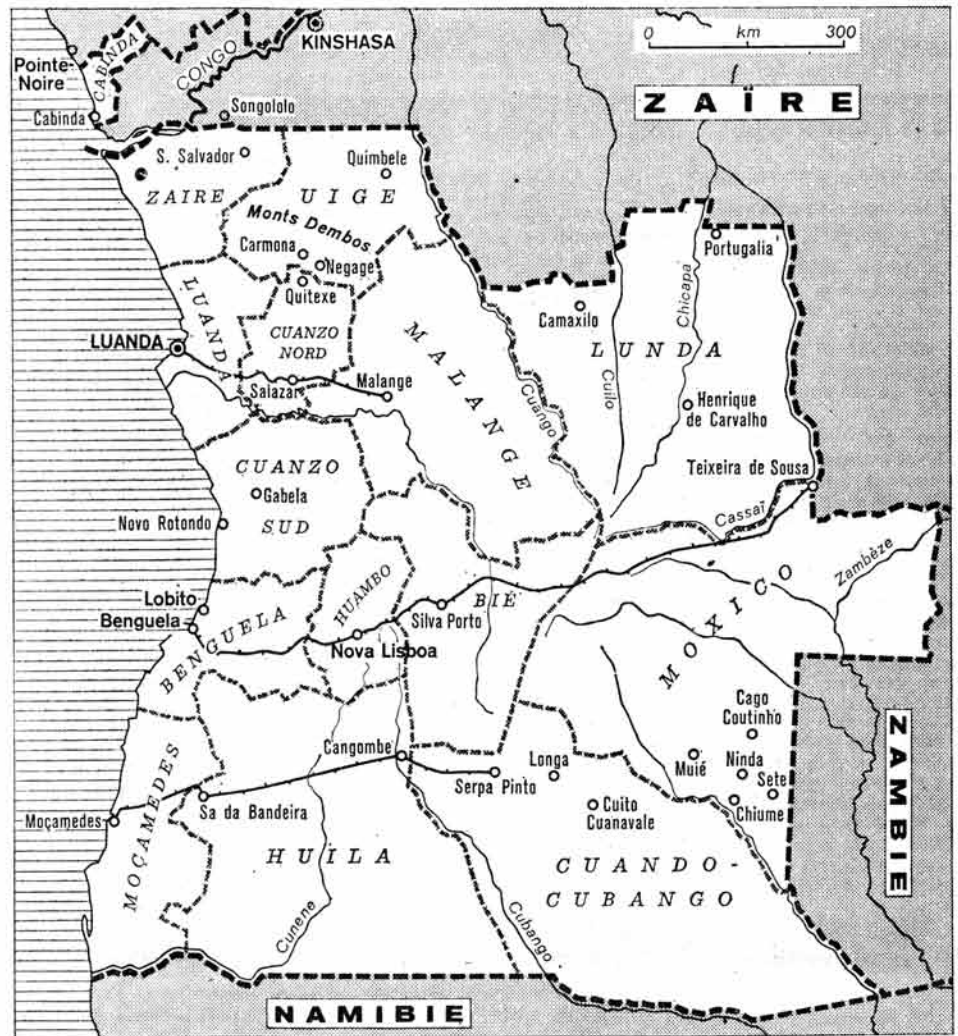 KINSHASA
0 km 300
Pointe-
Noire
CABINDA
CONGO
ZAÏRE
Cabinda
Songololo
S. Salvador
Quimbele
ZAIRE
UIGE
Monts Dembos
Carmona
Negage
Portugalia
Quitexe
LUANDA
Camaxilo
Chicapa
CUANZO
NORD
MALANGE
LUNDA
LUANDA
Cuilo
Salazar
Malange
Cuango
Henrique
de Carvalho
CUANZO
SUD
Gabela
Teixeira de Sousa
Novo Rotondo
Cassaï
Zambèze
HUAMBO
BIÉ
MOXICO
Lobito
Benguela
BENGUELA
Silva Porto
Nova Lisboa
Cago
Coutinho
ZAMBIE
Cangombe
Longa
Muié
Ninda
Sete
MOÇAMEDES
Sa da Bandeira
Serpa Pinto
Chiume
Moçamedes
Cuito
Cuanavale
HUILA
CUANDO-
CUBANGO
Cunene
Cubango
NAMIBIE